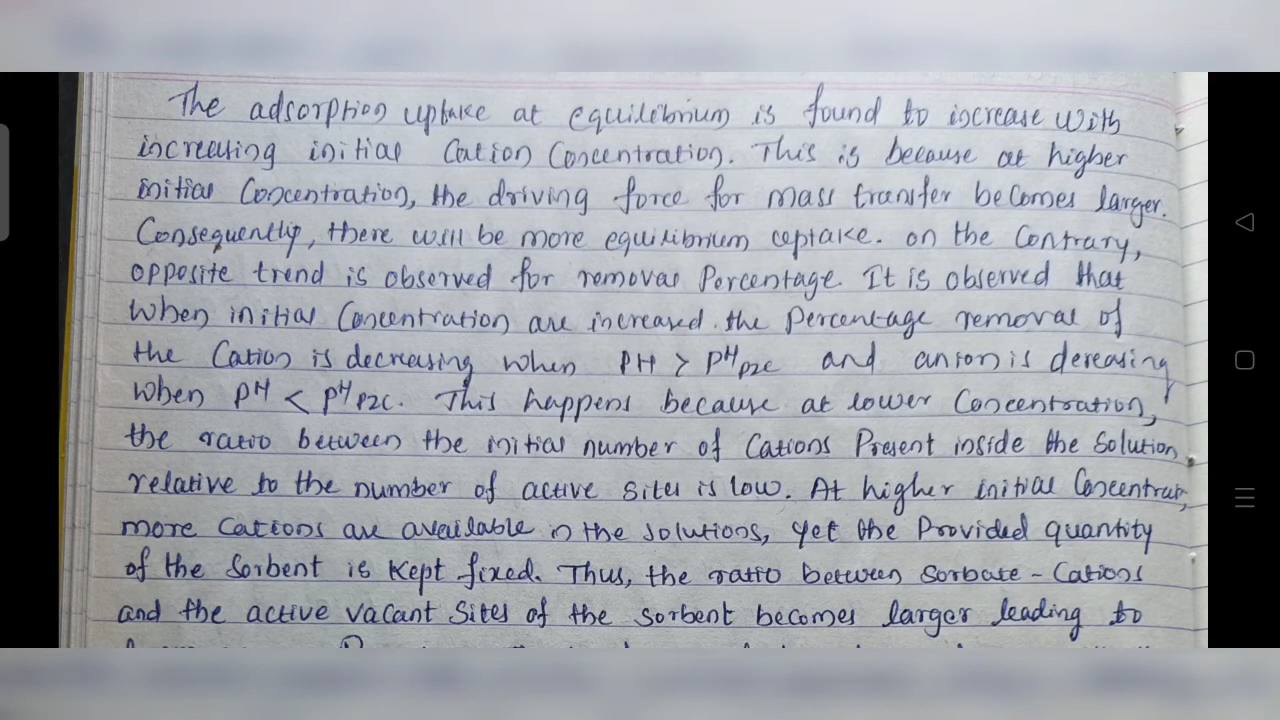 The adsorption uptake at equilibrium is found to increase with
increasing initial Cation Concentration. This is because at higher
initial Concentration, the driving force for mass transfer becomes larger.
Consequently, there will be more equilibrium uptake. on the Contrary,
opposite trend is observed for removal Percentage. It is observed that
when initial Concentration are increased. the percentage removal of
the Cation is decreasing when PH > PHPzc and anion is dereasing
when PH < PHPZC. This happens because at lower Concentration,
the ratio between the initial number of Cations Present inside the Solution
relative to the number of active sites is low. At higher initial Concentrat
more Cations are available in the solutions, yet the Provided quantity
of the Sorbent is kept fixed. Thus, the ratio between Sorbate - Cations
and the active vacant Sites of the sorbent becomes larger leading to